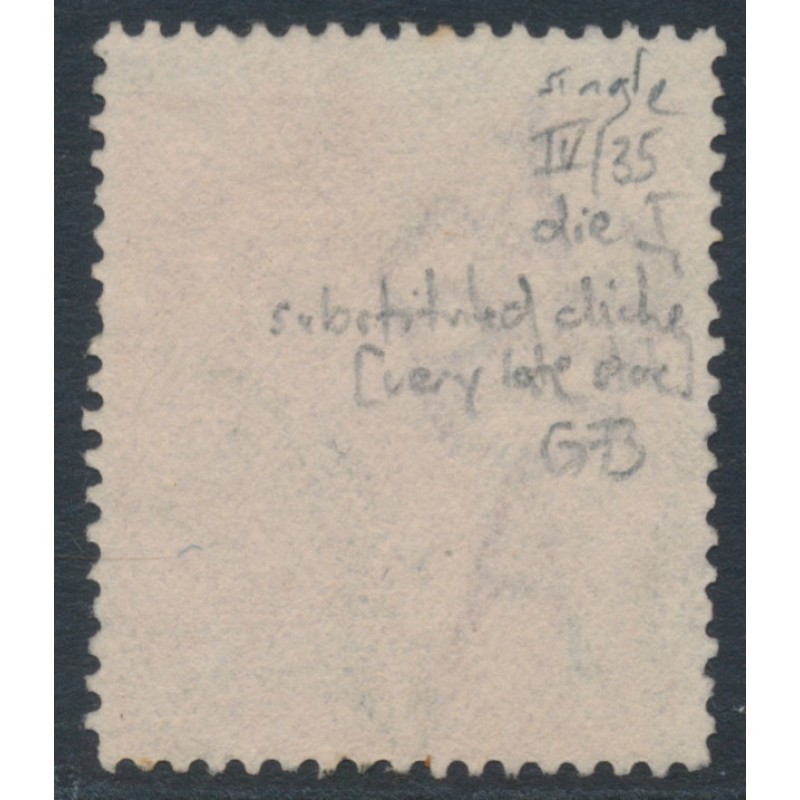 single
IV/35
die I
substituted cliche
[very late state]
GB